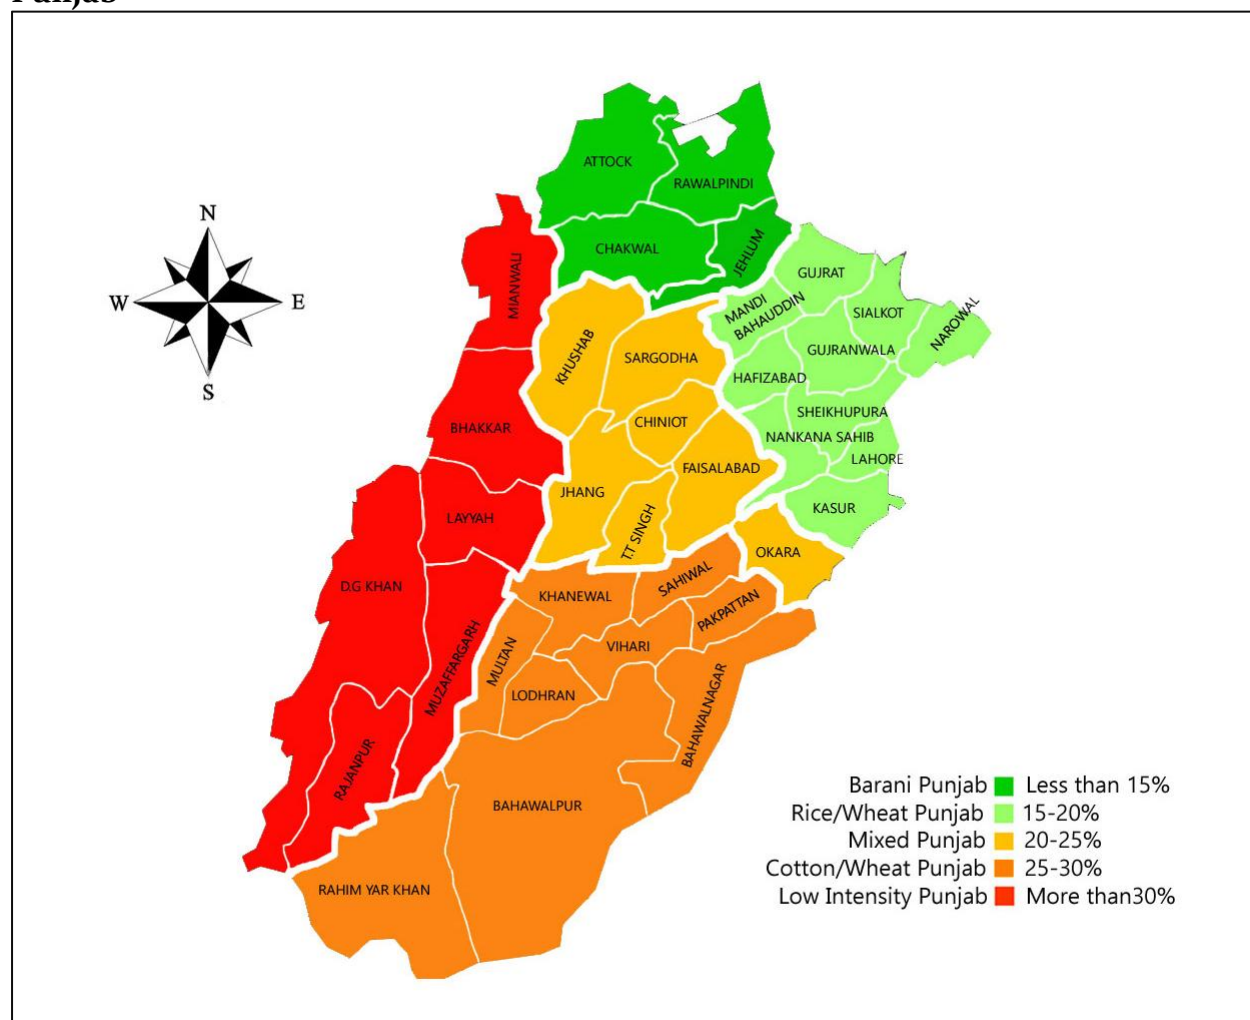 Punjab
N
W
E
S
ATTOCK
RAWALPINDI
CHAKWAL
JEHLUM
MIANWALI
GUJRAT
MANDI
BAHAUDDIN
SIALKOT
NAROWAL
KHUSHAB
SARGODHA
GUJRANWALA
HAFIZABAD
BHAKKAR
CHINIOT
SHEIKHUPURA
NANKANA SAHIB
LAHORE
FAISALABAD
JHANG
KASUR
LAYYAH
T.T SINGH
OKARA
D.G KHAN
KHANEWAL
SAHIWAL
PAKPATTAN
MUZAFFARGARH
MULTAN
VIHARI
LODHRAN
BAHAWALNAGAR
RAJANPUR
BAHAWALPUR
RAHIM YAR KHAN
Barani Punjab Less than 15%
Rice/Wheat Punjab 15-20%
Mixed Punjab 20-25%
Cotton/Wheat Punjab 25-30%
Low Intensity Punjab More than30%